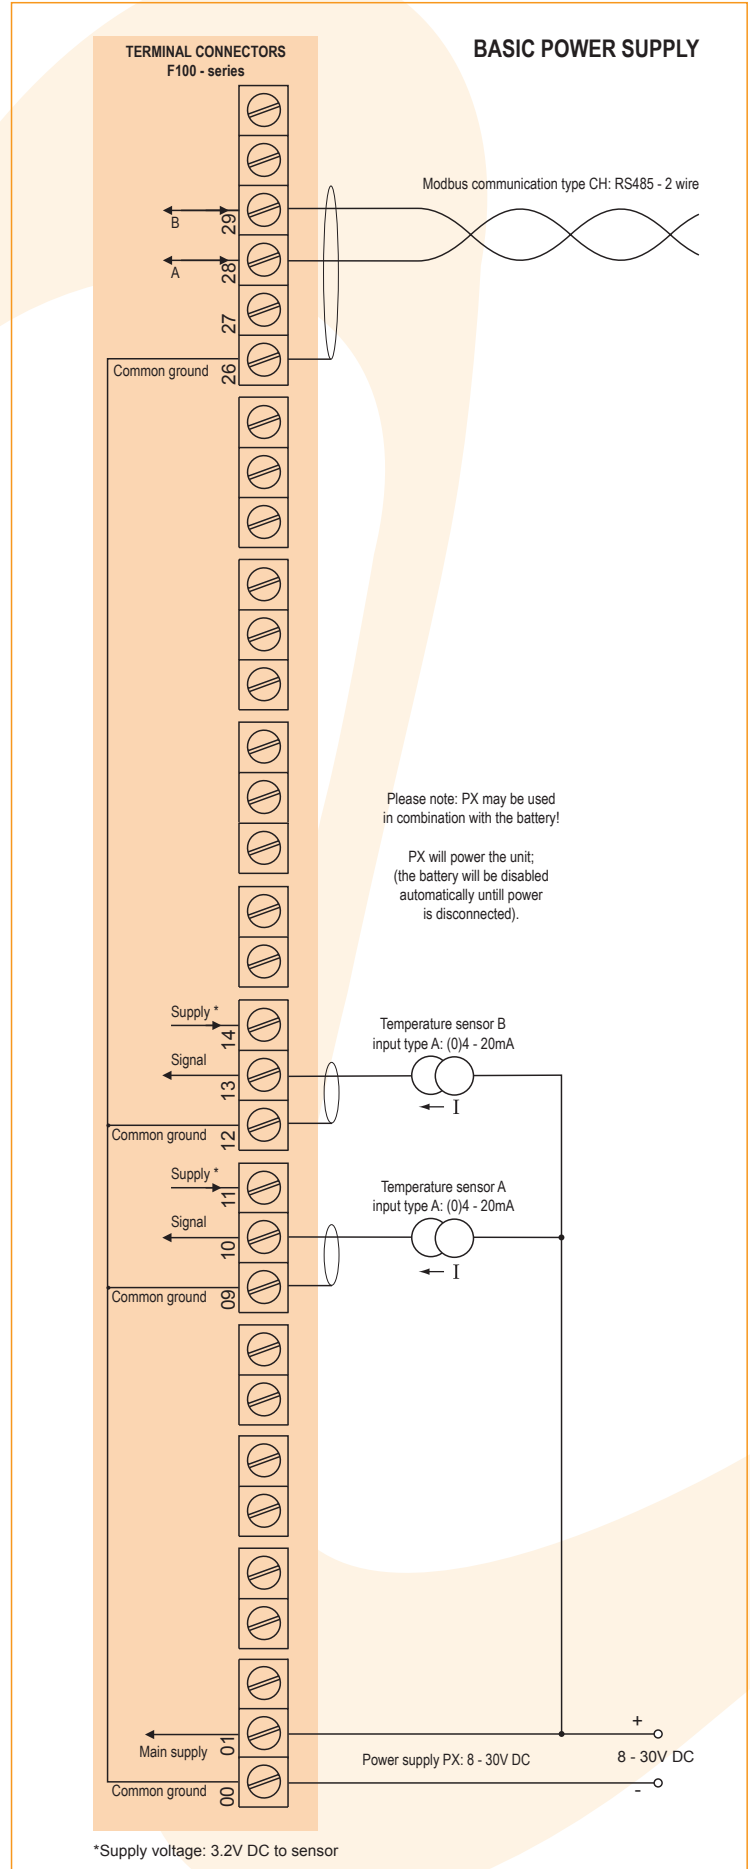 TERMINAL CONNECTORS
F100 - series
BASIC POWER SUPPLY
Modbus communication type CH: RS485 - 2 wire
B
29
A
28
27
Common ground
26
Please note: PX may be used
in combination with the battery!
PX will power the unit;
(the battery will be disabled
automatically untill power
is disconnected).
Supply *
14
Temperature sensor B
input type A: (0)4 - 20mA
Signal
13
I
Common ground
12
Supply *
11
Temperature sensor A
input type A: (0)4 - 20mA
Signal
10
I
Common ground
09
+
Main supply
01
Power supply PX: 8 - 30V DC
8 - 30V DC
Common ground
00
-
*Supply voltage: 3.2V DC to sensor